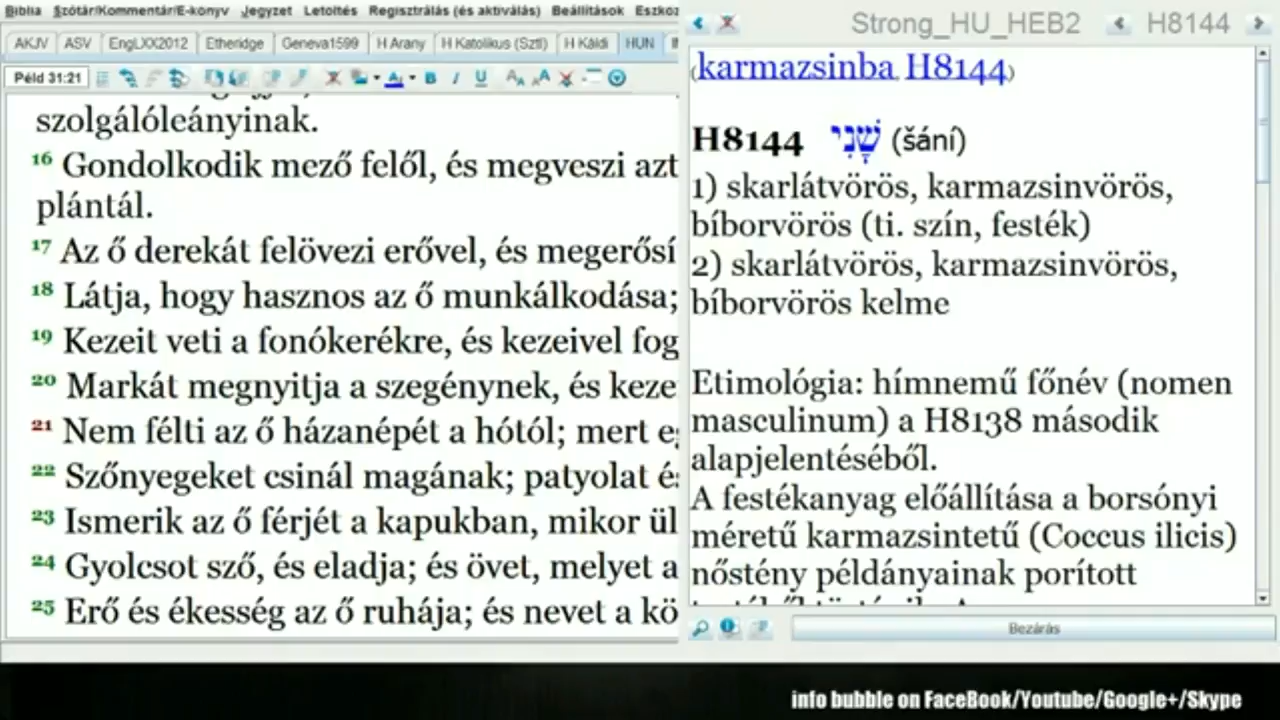 Biblia Szótár/Kommentár/E-könyv Jegyzet Letöltés Regisztrálás (és aktiválás) Beállítások
AKJV ASV EngLXX2012 Etheridge Geneva1599 H Arany H Katolikus (SztI) H Káldi HUN
Péld 31:21
szolgálóleányinak.
16 Gondolkodik mező felől, és megveszi azt
plántál.
17 Az ő derekát felövezi erővel, és megerősí
18 Látja, hogy hasznos az ő munkálkodása;
19 Kezeit veti a fonókerékre, és kezeivel fog
20 Markát megnyitja a szegénynek, és keze
21 Nem félti az ő házanépét a hótól; mert
22 Szőnyegeket csinál magának; patyolat és
23 Ismerik az ő férjét a kapukban, mikor ül
24 Gyolcsot sző, és eladja; és övet, melyet a
25 Erő és ékesség az ő ruhája; és nevet a kö
Strong_HU_HEB2 H8144
(karmazsinba H8144)
H8144 שָׁנִי (šání)
1) skarlátvörös, karmazsinvörös,
bíborvörös (ti. szín, festék)
2) skarlátvörös, karmazsinvörös,
bíborvörös kelme
Etimológia: hímnemű főnév (nomen
masculinum) a H8138 második
alapjelentéséből.
A festékanyag előállítása a borsónyi
méretű karmazsintetű (Coccus ilicis)
nőstény példányainak porított
Bezárás
info bubble on FaceBook/Youtube/Google+/Skype